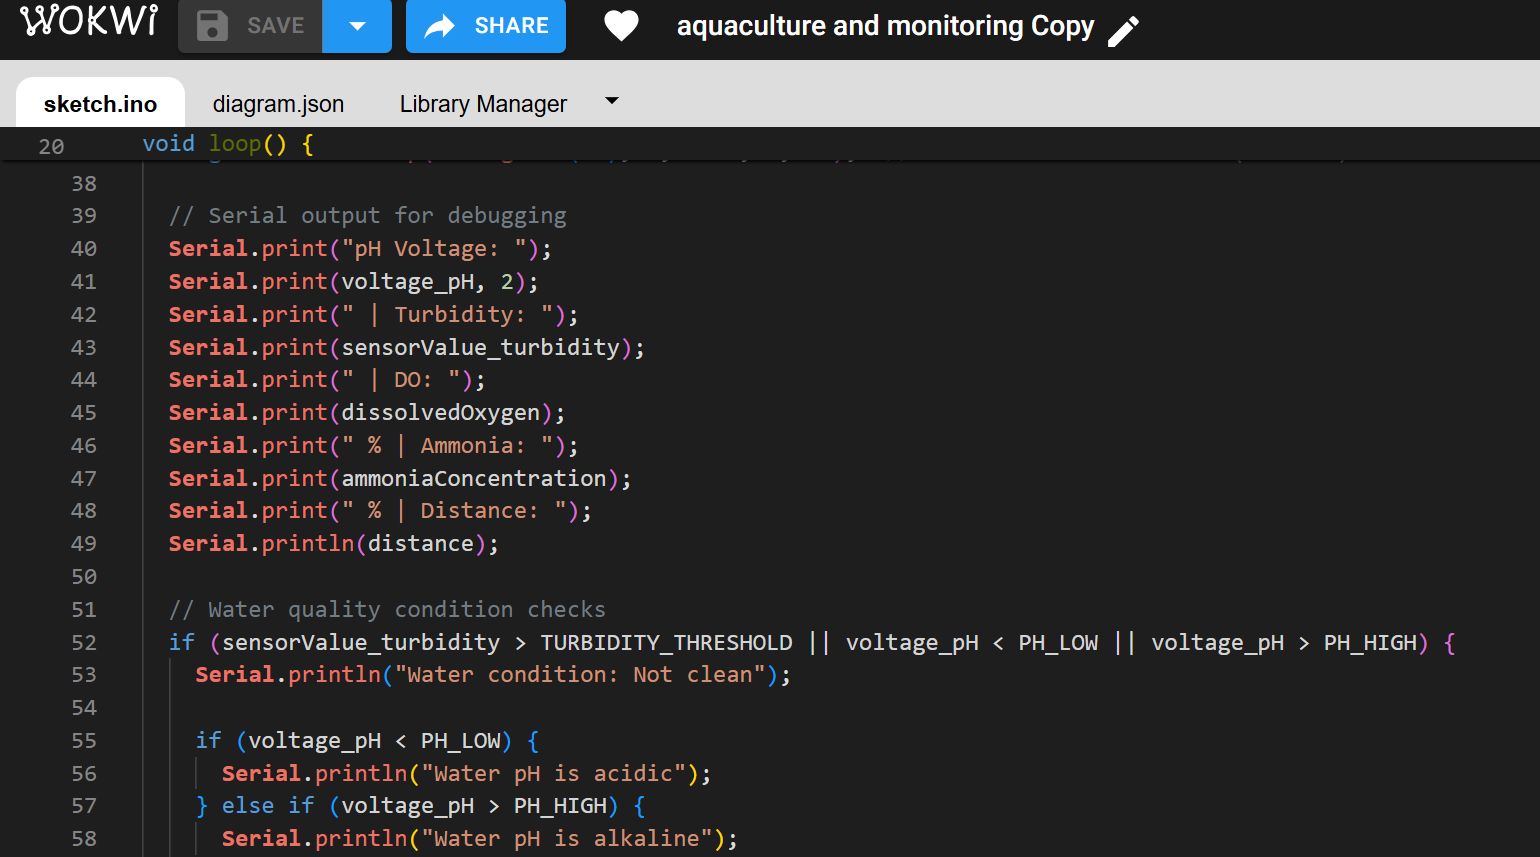 WOKWI SAVE SHARE aquaculture and monitoring Copy
sketch.ino diagram.json Library Manager
20 void loop() {
38
39 // Serial output for debugging
40 Serial.print("pH Voltage: ");
41 Serial.print(voltage_pH, 2);
42 Serial.print(" | Turbidity: ");
43 Serial.print(sensorValue_turbidity);
44 Serial.print(" | DO: ");
45 Serial.print(dissolvedOxygen);
46 Serial.print(" % | Ammonia: ");
47 Serial.print(ammoniaConcentration);
48 Serial.print(" % | Distance: ");
49 Serial.println(distance);
50
51 // Water quality condition checks
52 if (sensorValue_turbidity > TURBIDITY_THRESHOLD || voltage_pH < PH_LOW || voltage_pH > PH_HIGH) {
53 Serial.println("Water condition: Not clean");
54
55 if (voltage_pH < PH_LOW) {
56 Serial.println("Water pH is acidic");
57 } else if (voltage_pH > PH_HIGH) {
58 Serial.println("Water pH is alkaline");